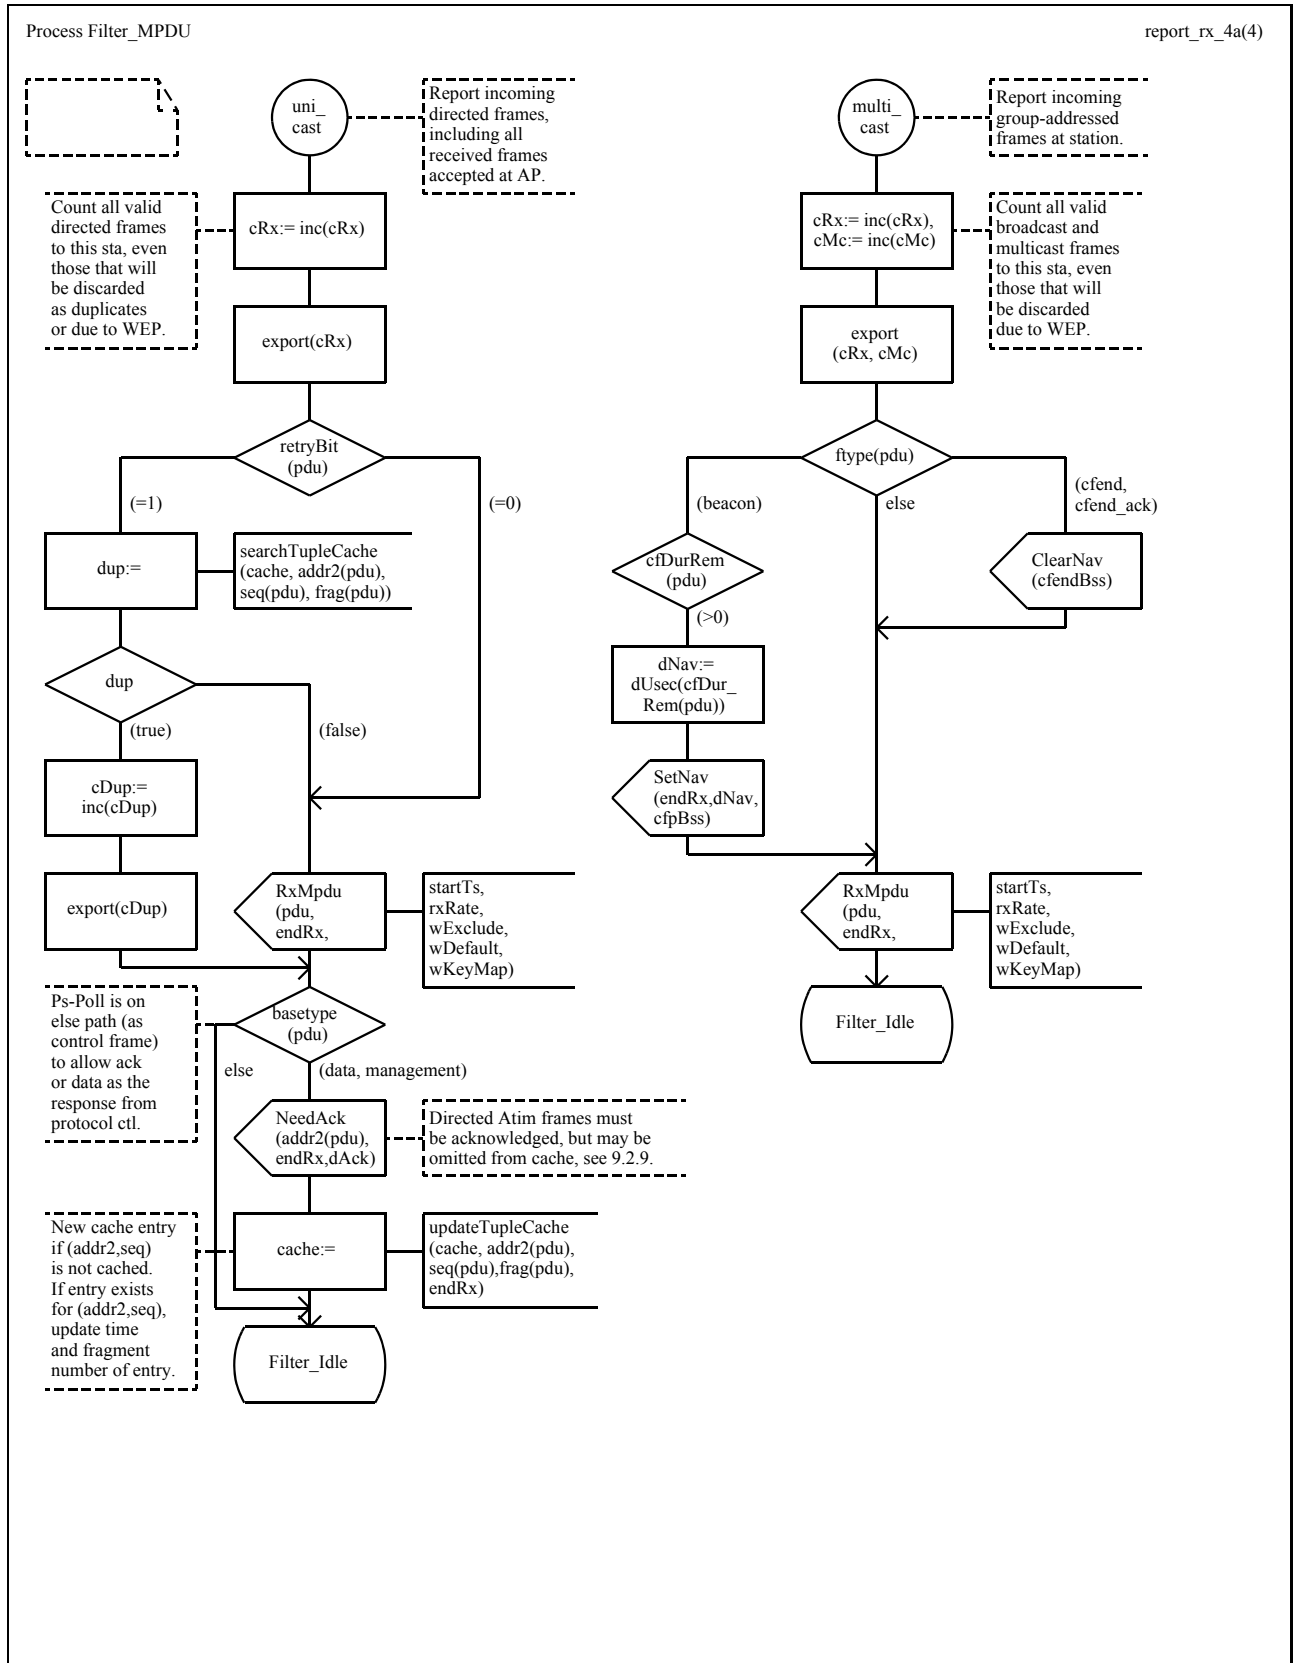 Process Filter_MPDU
report_rx_4a(4)
uni_
cast
Report incoming
directed frames,
including all
received frames
accepted at AP.
Count all valid
directed frames
to this sta, even
those that will
be discarded
as duplicates
or due to WEP.
cRx:= inc(cRx)
export(cRx)
retryBit
(pdu)
(=1)
(=0)
dup:=
searchTupleCache
(cache, addr2(pdu),
seq(pdu), frag(pdu))
dup
(true)
(false)
cDup:=
inc(cDup)
export(cDup)
RxMpdu
(pdu,
endRx,
startTs,
rxRate,
wExclude,
wDefault,
wKeyMap)
Ps-Poll is on
else path (as
control frame)
to allow ack
or data as the
response from
protocol ctl.
basetype
(pdu)
else
(data, management)
NeedAck
(addr2(pdu),
endRx,dAck)
Directed Atim frames must
be acknowledged, but may be
omitted from cache, see 9.2.9.
New cache entry
if (addr2,seq)
is not cached.
If entry exists
for (addr2,seq),
update time
and fragment
number of entry.
cache:=
updateTupleCache
(cache, addr2(pdu),
seq(pdu),frag(pdu),
endRx)
Filter_Idle
multi_
cast
Report incoming
group-addressed
frames at station.
cRx:= inc(cRx),
cMc:= inc(cMc)
Count all valid
broadcast and
multicast frames
to this sta, even
those that will
be discarded
due to WEP.
export
(cRx, cMc)
ftype(pdu)
(beacon)
else
(cfend,
cfend_ack)
cfDurRem
(pdu)
(>0)
ClearNav
(cfendBss)
dNav:=
dUsec(cfDur_
Rem(pdu))
SetNav
(endRx,dNav,
cfpBss)
RxMpdu
(pdu,
endRx,
startTs,
rxRate,
wExclude,
wDefault,
wKeyMap)
Filter_Idle